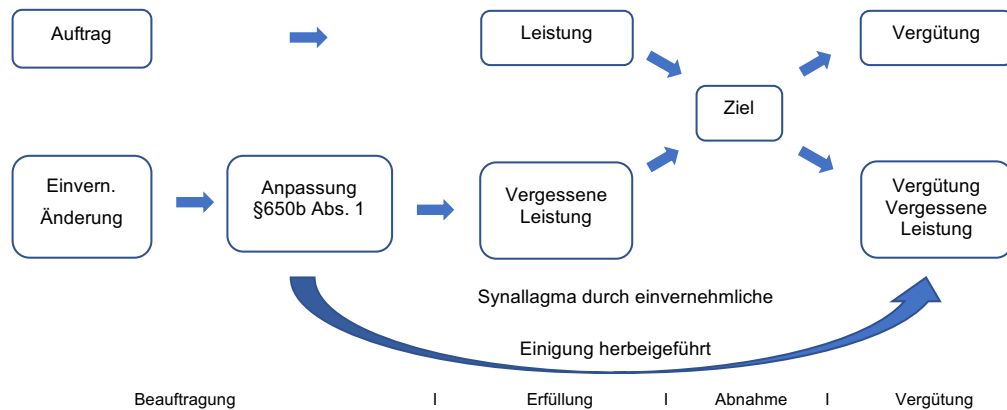 Auftrag
Leistung
Vergütung
Ziel
Einvern.
Änderung
Anpassung
§650b Abs. 1
Vergessene
Leistung
Vergütung
Vergessene
Leistung
Synallagma durch einvernehmliche
Einigung herbeigeführt
Beauftragung I Erfüllung I Abnahme I Vergütung